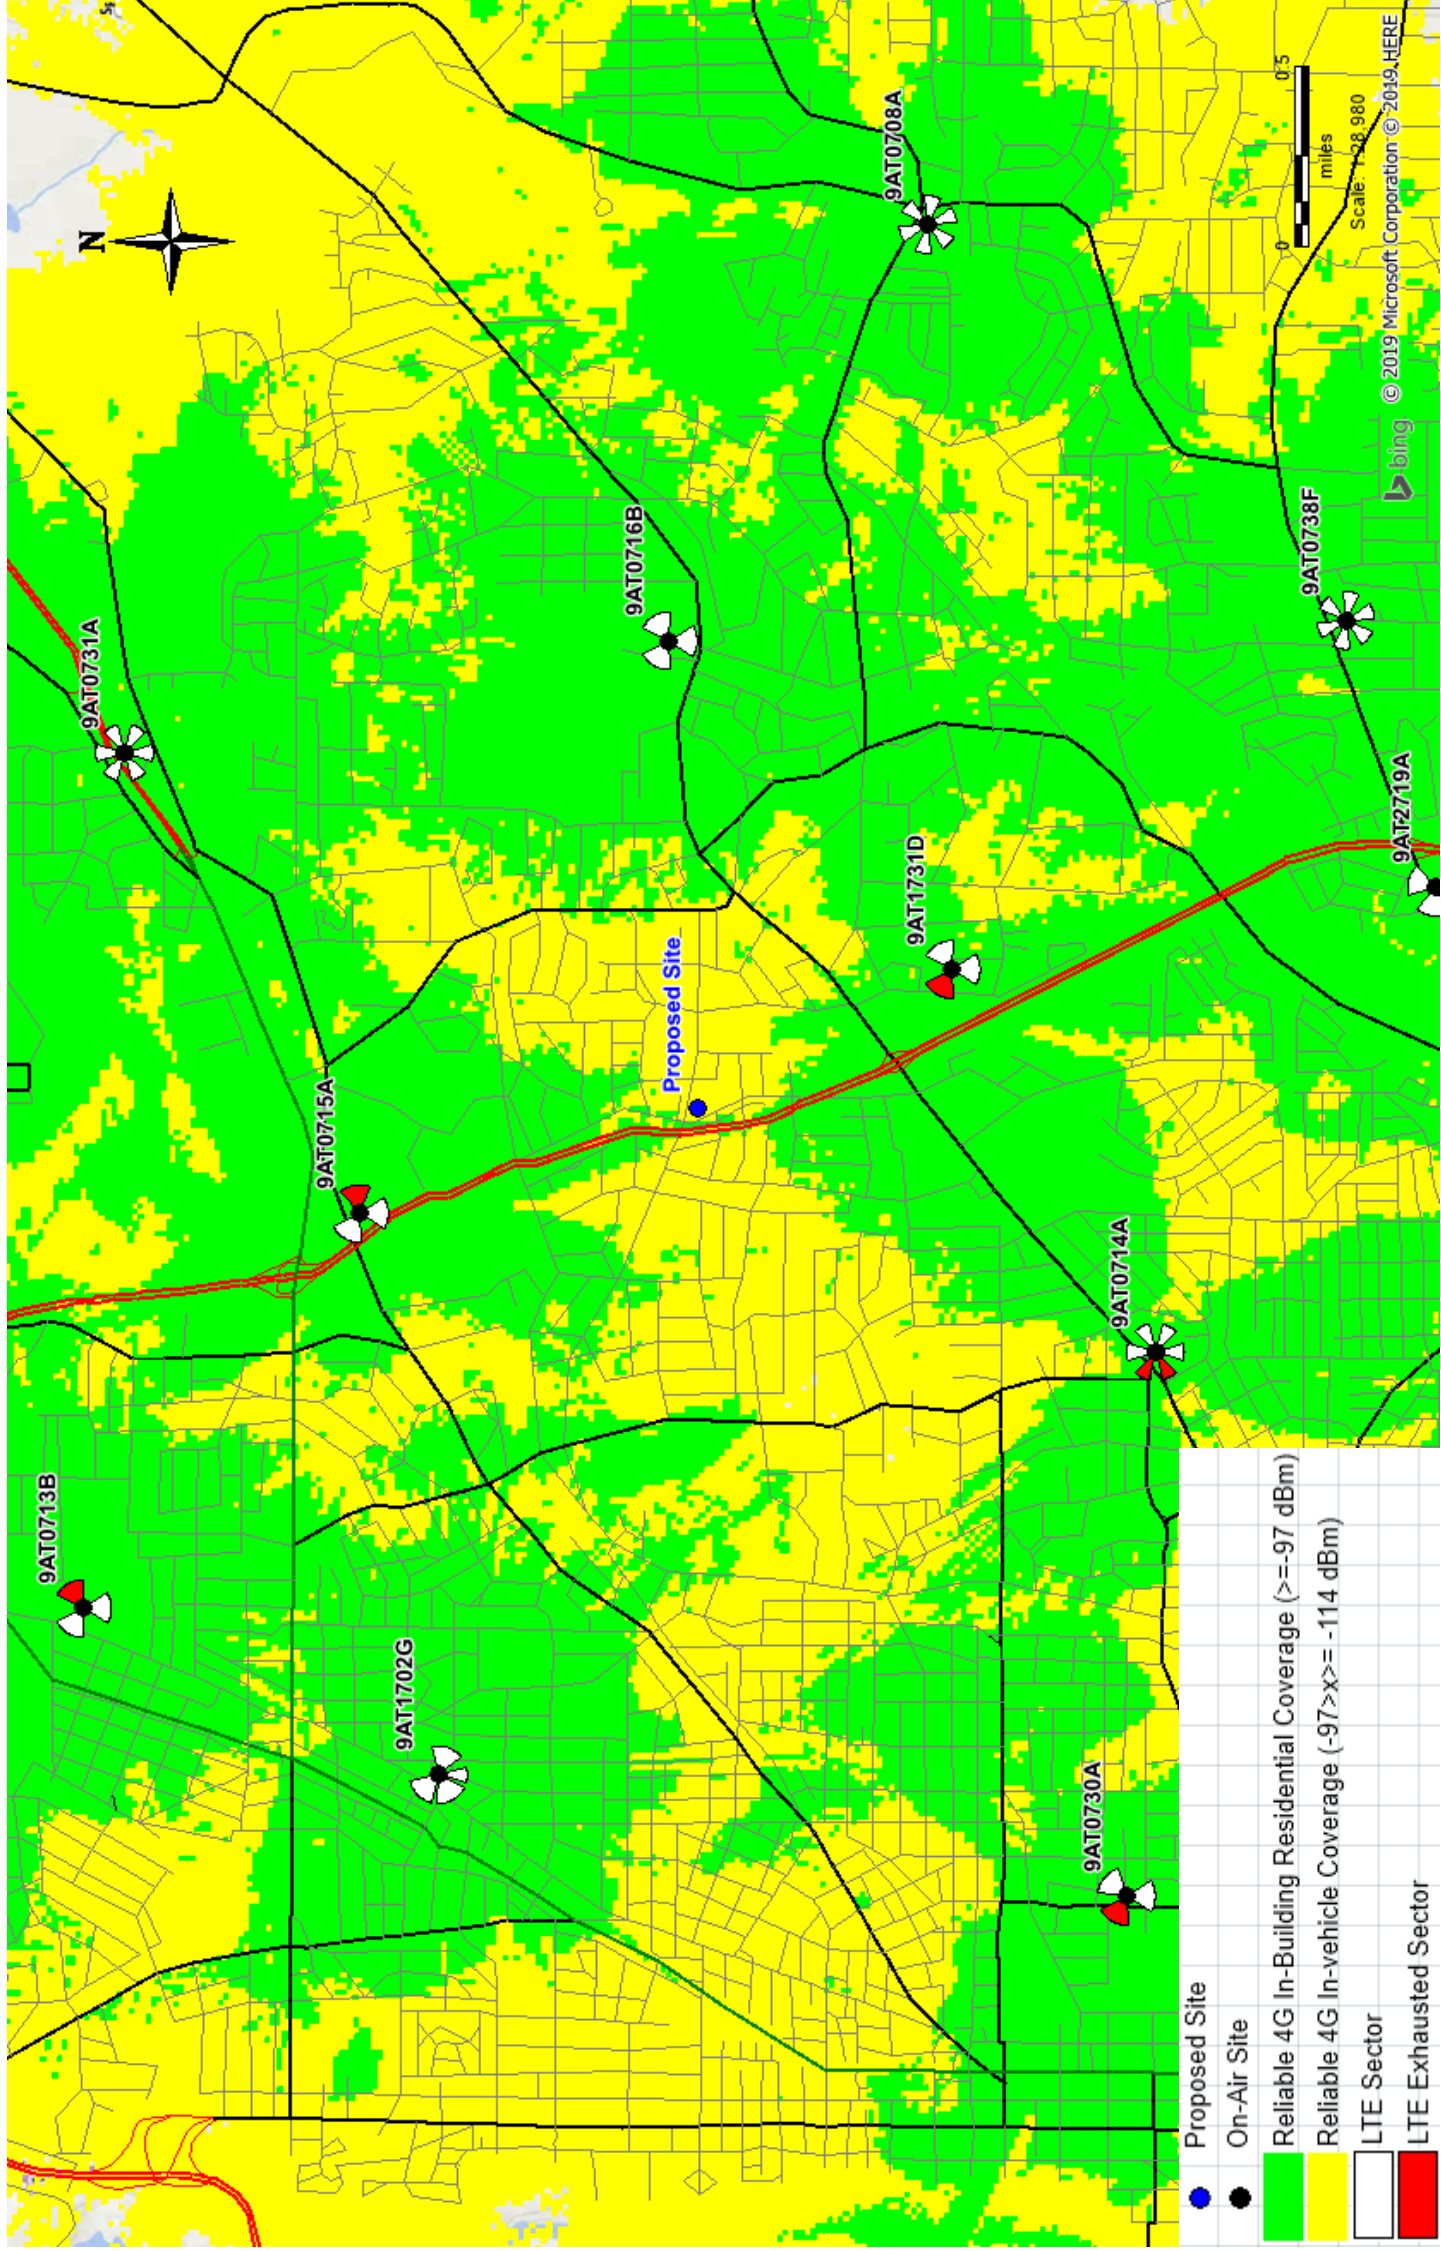 N
9AT0731A
9AT0708A
9AT0716B
Proposed Site
9AT0715A
9AT1731D
9AT0738F
9AT2719A
9AT0713B
9AT1702G
9AT0714A
9AT0730A
0
0.5
miles
Scale: 1:28,980
bing
© 2019 Microsoft Corporation © 2019 HERE
Proposed Site
On-Air Site
Reliable 4G In-Building Residential Coverage (>=-97 dBm)
Reliable 4G In-vehicle Coverage (-97>x>= -114 dBm)
LTE Sector
LTE Exhausted Sector